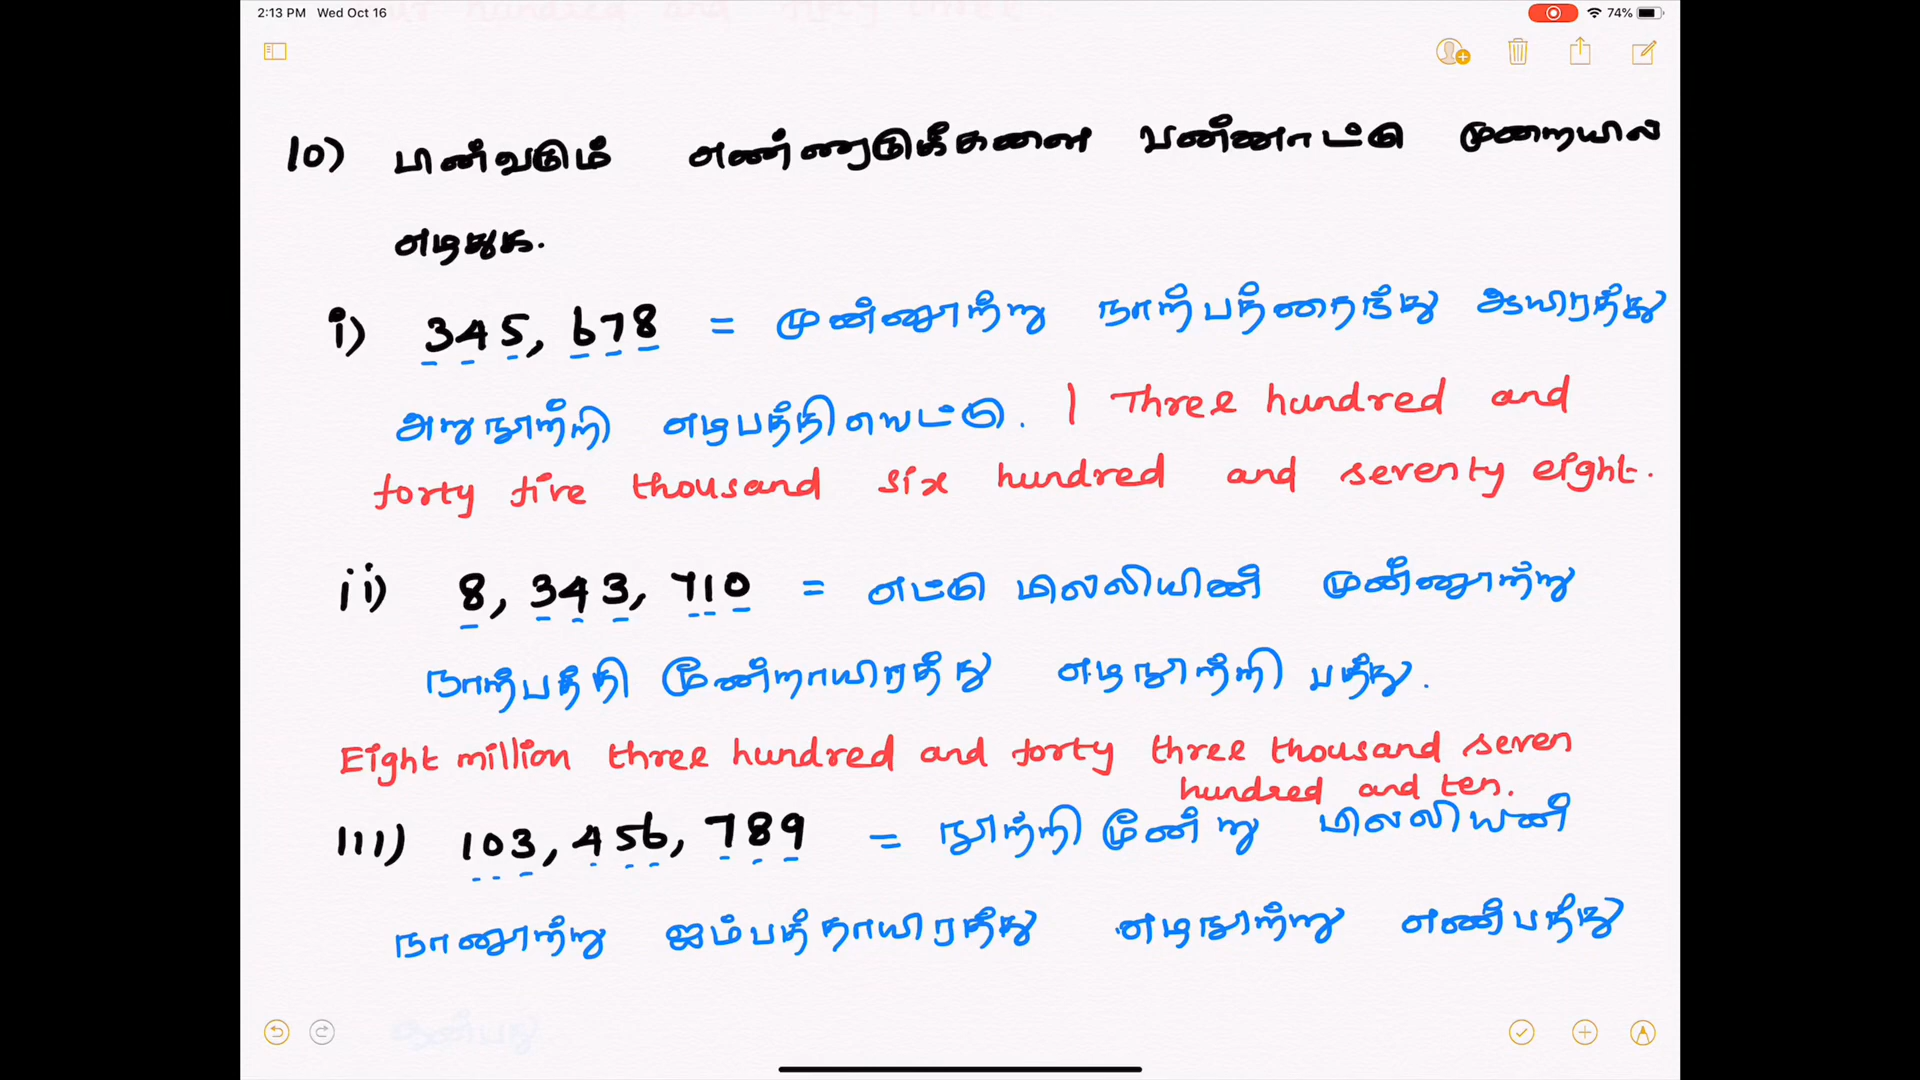 2:13 PM Wed Oct 16
74%
10) பின்வரும் எண்ணுருக்களை பன்னாட்டு முறையில்
எழுதுக.
i) 345,678 = முன்னூற்று நாற்பத்தைந்து ஆயிரத்து
அறுநூற்றி எழுபத்தியெட்டு. | Three hundred and
forty five thousand six hundred and seventy eight.
ii) 8,343,710 = எட்டு மில்லியன் முன்னூற்று
நாற்பத்தி மூன்றாயிரத்து எழுநூற்றி பத்து.
Eight million three hundred and forty three thousand seven
hundred and ten.
iii) 103,456,789 = நூற்றி மூன்று மில்லியன்
நானூற்று ஐம்பத்தாயிரத்து எழுநூற்று எண்பத்து